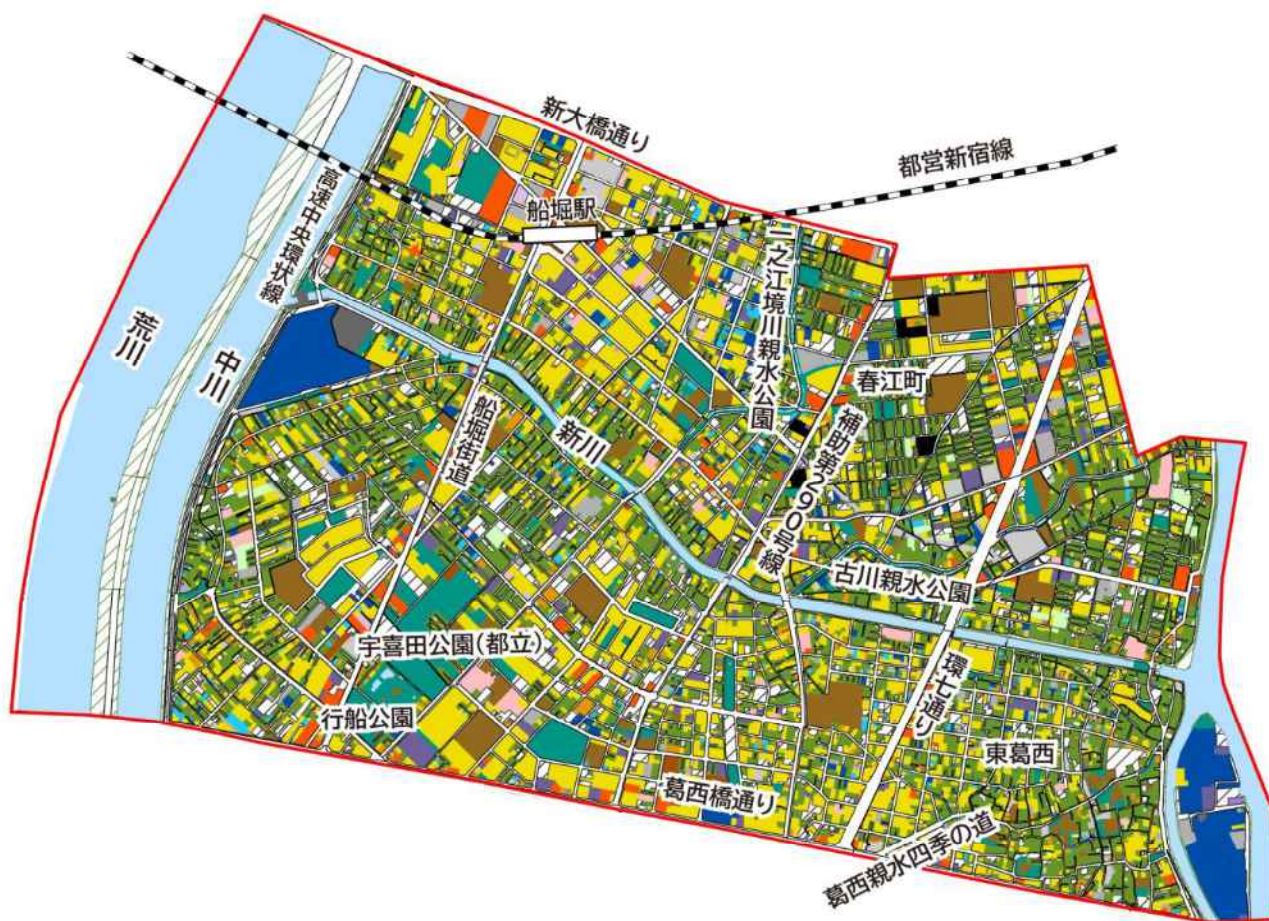 新大橋通り
都営新宿線
船堀駅
高速中央環状線
一之江境川親水公園
荒川
中川
春江町
船堀街道
新川
補助第290号線
古川親水公園
宇喜田公園(都立)
行船公園
環七通り
東葛西
葛西橋通り
葛西親水四季の道